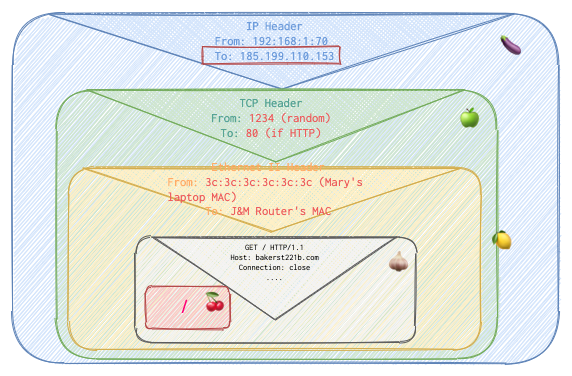 IP Header
From: 192:168:1:70
To: 185.199.110.153
TCP Header
From: 1234 (random)
To: 80 (if HTTP)
Ethernet II Header
From: 3c:3c:3c:3c:3c:3c (Mary's
laptop MAC)
To: J&M Router's MAC
GET / HTTP/1.1
Host: bakerst221b.com
Connection: close
....
/